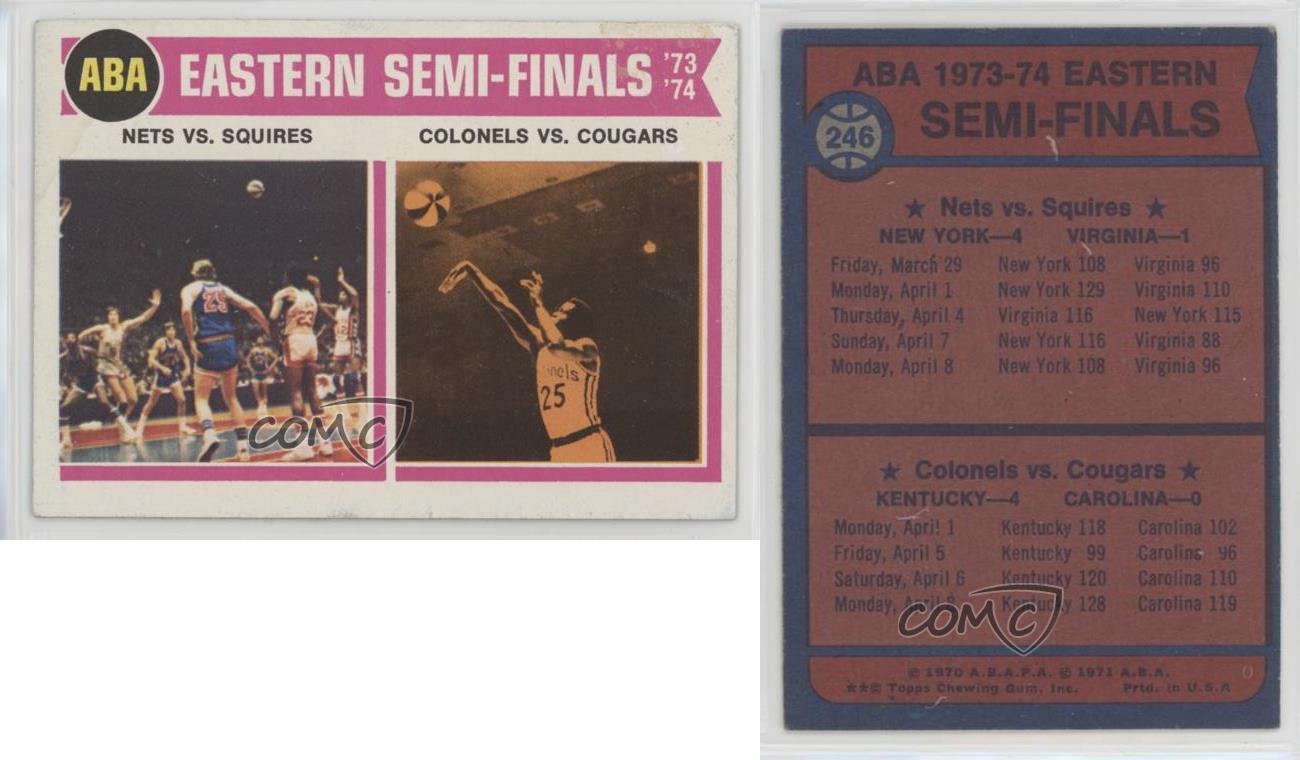 ABA
EASTERN SEMI-FINALS '73 '74
NETS VS. SQUIRES
COLONELS VS. COUGARS
25
23
12
nels
25
COMC
ABA 1973-74 EASTERN
SEMI-FINALS
246
★ Nets vs. Squires ★
NEW YORK—4 VIRGINIA—1
Friday, March 29 New York 108 Virginia 96
Monday, April 1 New York 129 Virginia 110
Thursday, April 4 Virginia 116 New York 115
Sunday, April 7 New York 116 Virginia 88
Monday, April 8 New York 108 Virginia 96
★ Colonels vs. Cougars ★
KENTUCKY—4 CAROLINA—0
Monday, April 1 Kentucky 118 Carolina 102
Friday, April 5 Kentucky 99 Carolina 96
Saturday, April 6 Kentucky 120 Carolina 110
Monday, April 8 Kentucky 128 Carolina 119
COMC
© 1970 A.B.A.P.A. © 1971 A.B.A.
★★© Topps Chewing Gum, Inc. Prtd. in U.S.A